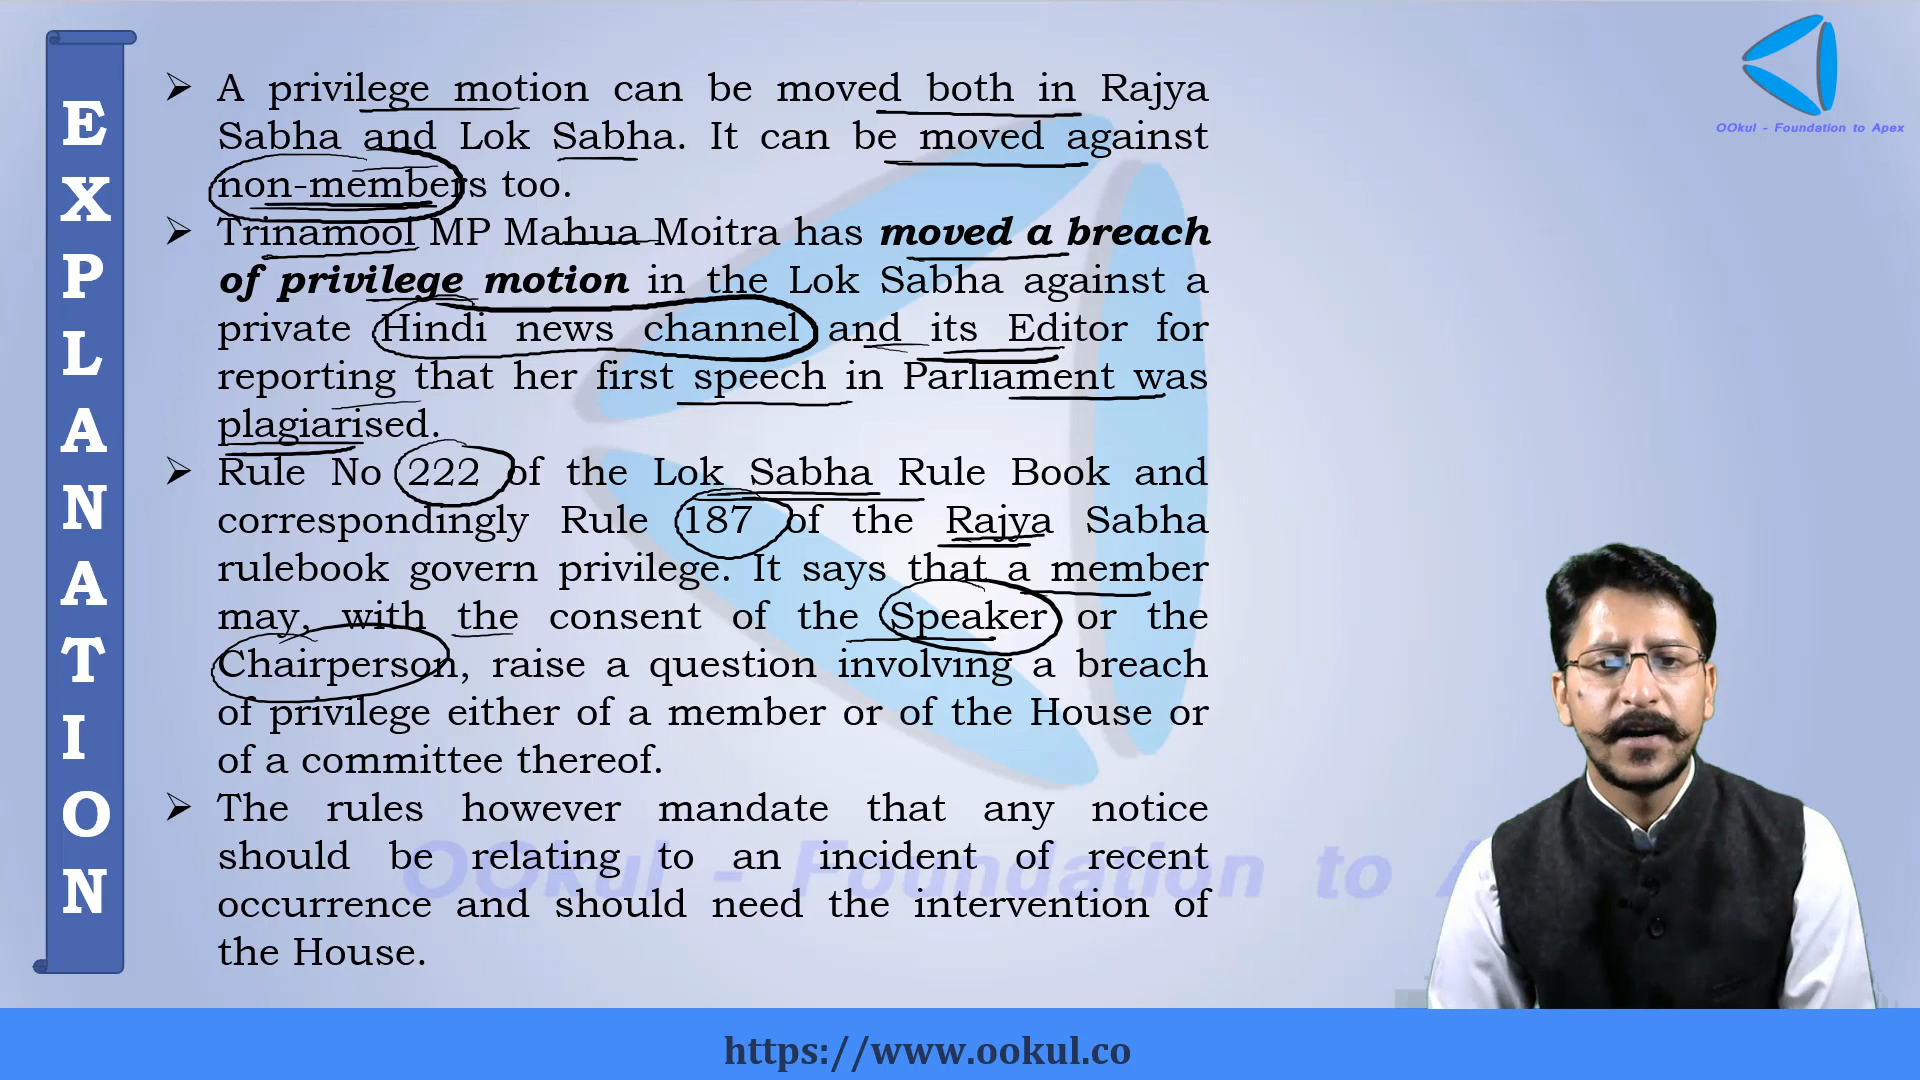 EXPLANATION
A privilege motion can be moved both in Rajya
Sabha and Lok Sabha. It can be moved against
non-members too.
Trinamool MP Mahua Moitra has moved a breach
of privilege motion in the Lok Sabha against a
private Hindi news channel and its Editor for
reporting that her first speech in Parliament was
plagiarised.
Rule No 222 of the Lok Sabha Rule Book and
correspondingly Rule 187 of the Rajya Sabha
rulebook govern privilege. It says that a member
may, with the consent of the Speaker or the
Chairperson, raise a question involving a breach
of privilege either of a member or of the House or
of a committee thereof.
The rules however mandate that any notice
should be relating to an incident of recent
occurrence and should need the intervention of
the House.
OOkul - Foundation to Apex
OOkul - Foundation to A
https://www.ookul.co